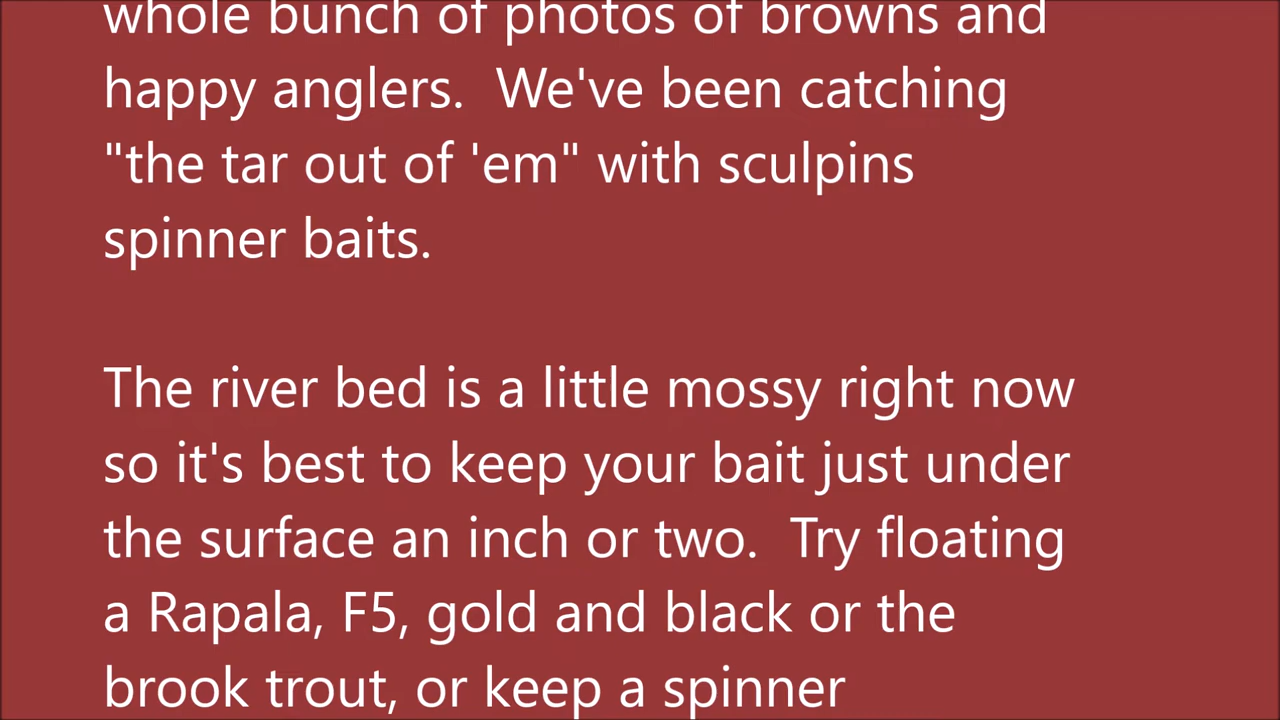 whole bunch of photos of browns and
happy anglers.  We've been catching
"the tar out of 'em" with sculpins
spinner baits.
The river bed is a little mossy right now
so it's best to keep your bait just under
the surface an inch or two.  Try floating
a Rapala, F5, gold and black or the
brook trout, or keep a spinner